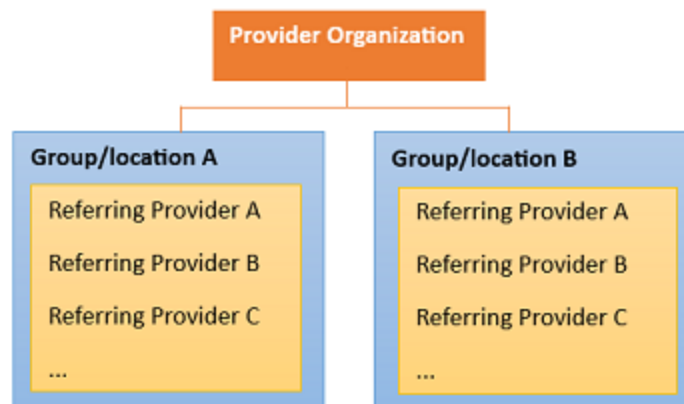 Provider Organization
Group/location A
Referring Provider A
Referring Provider B
Referring Provider C
...
Group/location B
Referring Provider A
Referring Provider B
Referring Provider C
...